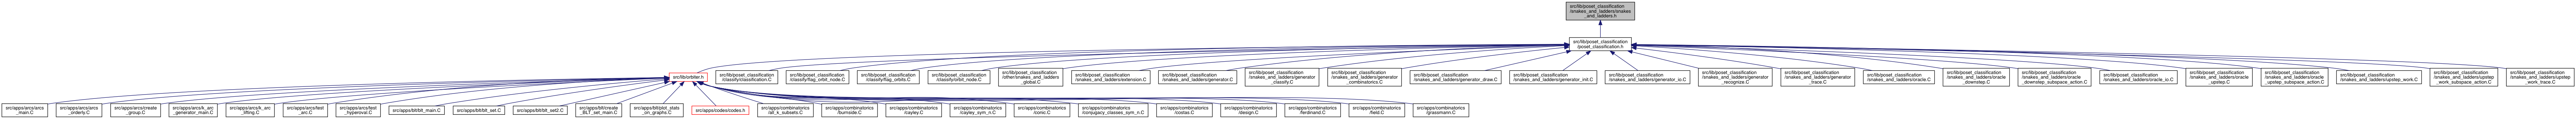 src/lib/poset_classification
/snakes_and_ladders/snakes
_and_ladders.h
src/lib/poset_classification
/poset_classification.h
src/lib/orbiter.h
src/lib/poset_classification
/classify/classification.C
src/lib/poset_classification
/classify/flag_orbit_node.C
src/lib/poset_classification
/classify/flag_orbits.C
src/lib/poset_classification
/classify/orbit_node.C
src/lib/poset_classification
/other/snakes_and_ladders
_global.C
src/lib/poset_classification
/snakes_and_ladders/extension.C
src/lib/poset_classification
/snakes_and_ladders/generator.C
src/lib/poset_classification
/snakes_and_ladders/generator
_classify.C
src/lib/poset_classification
/snakes_and_ladders/generator
_combinatorics.C
src/lib/poset_classification
/snakes_and_ladders/generator_draw.C
src/lib/poset_classification
/snakes_and_ladders/generator_init.C
src/lib/poset_classification
/snakes_and_ladders/generator_io.C
src/lib/poset_classification
/snakes_and_ladders/generator
_recognize.C
src/lib/poset_classification
/snakes_and_ladders/generator
_trace.C
src/lib/poset_classification
/snakes_and_ladders/oracle.C
src/lib/poset_classification
/snakes_and_ladders/oracle
_downstep.C
src/lib/poset_classification
/snakes_and_ladders/oracle
_downstep_subspace_action.C
src/lib/poset_classification
/snakes_and_ladders/oracle_io.C
src/lib/poset_classification
/snakes_and_ladders/oracle
_upstep.C
src/lib/poset_classification
/snakes_and_ladders/oracle
_upstep_subspace_action.C
src/lib/poset_classification
/snakes_and_ladders/upstep_work.C
src/lib/poset_classification
/snakes_and_ladders/upstep
_work_subspace_action.C
src/lib/poset_classification
/snakes_and_ladders/upstep
_work_trace.C
src/apps/arcs/arcs
_main.C
src/apps/arcs/arcs
_orderly.C
src/apps/arcs/create
_group.C
src/apps/arcs/k_arc
_generator_main.C
src/apps/arcs/k_arc
_lifting.C
src/apps/arcs/test
_arc.C
src/apps/arcs/test
_hyperoval.C
src/apps/blt/blt_main.C
src/apps/blt/blt_set.C
src/apps/blt/blt_set2.C
src/apps/blt/create
_BLT_set_main.C
src/apps/blt/plot_stats
_on_graphs.C
src/apps/codes/codes.h
src/apps/combinatorics
/all_k_subsets.C
src/apps/combinatorics
/burnside.C
src/apps/combinatorics
/cayley.C
src/apps/combinatorics
/cayley_sym_n.C
src/apps/combinatorics
/conic.C
src/apps/combinatorics
/conjugacy_classes_sym_n.C
src/apps/combinatorics
/costas.C
src/apps/combinatorics
/design.C
src/apps/combinatorics
/ferdinand.C
src/apps/combinatorics
/field.C
src/apps/combinatorics
/grassmann.C